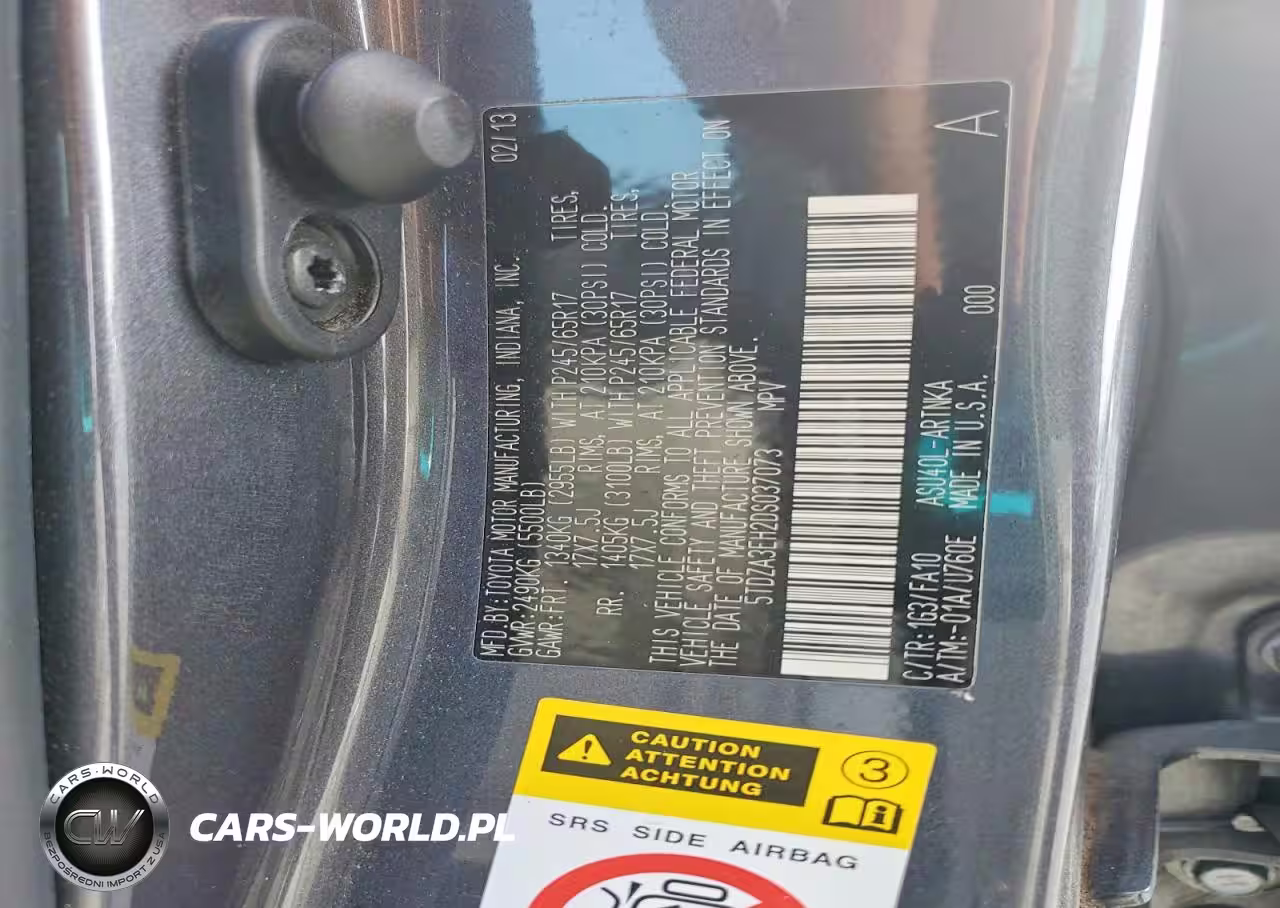 MFD.BY:TOYOTA MOTOR MANUFACTURING, INDIANA, INC. 02/13
GVWR:2490KG (5500LB)
GAWR:FRT. 1340KG (2955LB) WITH P245/65R17 TIRES,
17X7.5J RIMS. AT 210KPA (30PSI) COLD.
RR. 1405KG (3100LB) WITH P245/65R17 TIRES,
17X7.5J RIMS. AT 210KPA (30PSI) COLD.
THIS VEHICLE CONFORMS TO ALL APPLICABLE FEDERAL MOTOR
VEHICLE SAFETY AND THEFT PREVENTION STANDARDS IN EFFECT ON
THE DATE OF MANUFACTURE SHOWN ABOVE.
5TDZA3EH2DS037073 MPV
C/TR:1G3/FA10 ASU40L-ARTNKA 000
A/TM:-01A/U760E MADE IN U.S.A. A
CAUTION
ATTENTION
ACHTUNG
3
SRS SIDE AIRBAG
CARS-WORLD
CW
BEZPOŚREDNI IMPORT Z USA
CARS-WORLD.PL